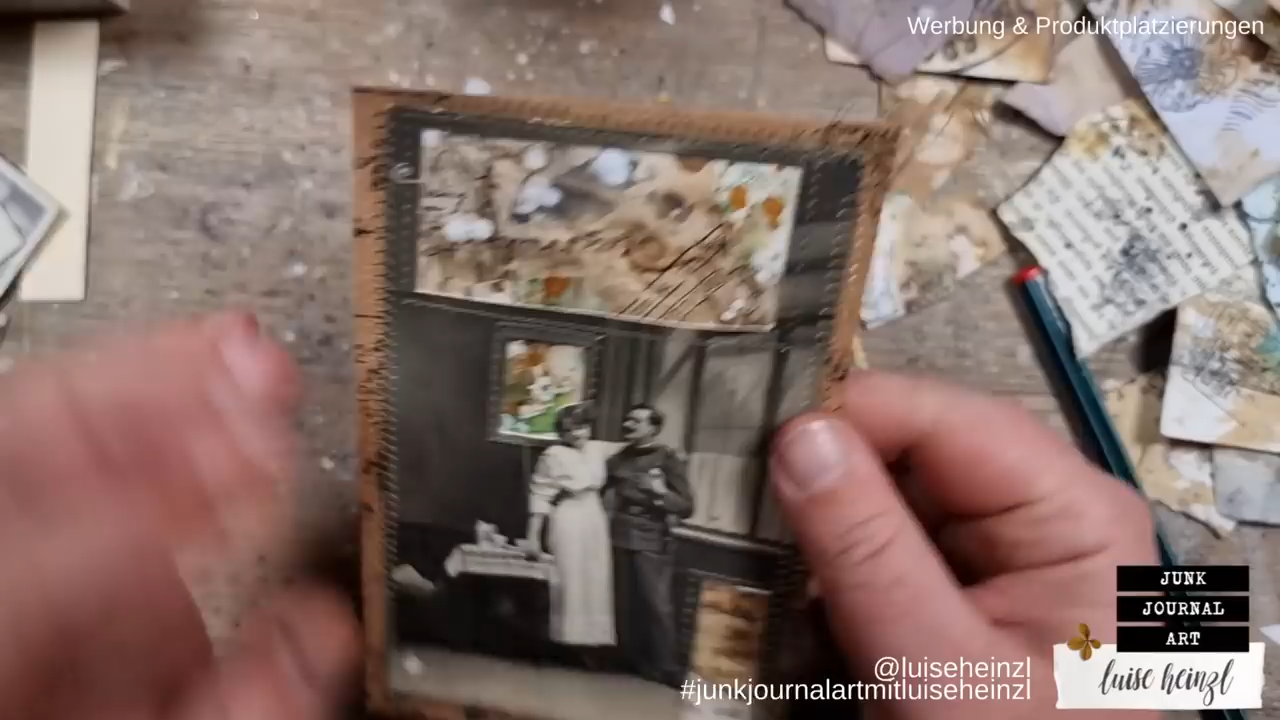 Werbung & Produktplatzierungen
JUNK
JOURNAL
ART
@luiseheinzl
#junkjournalartmitluiseheinzl
luise heinzl